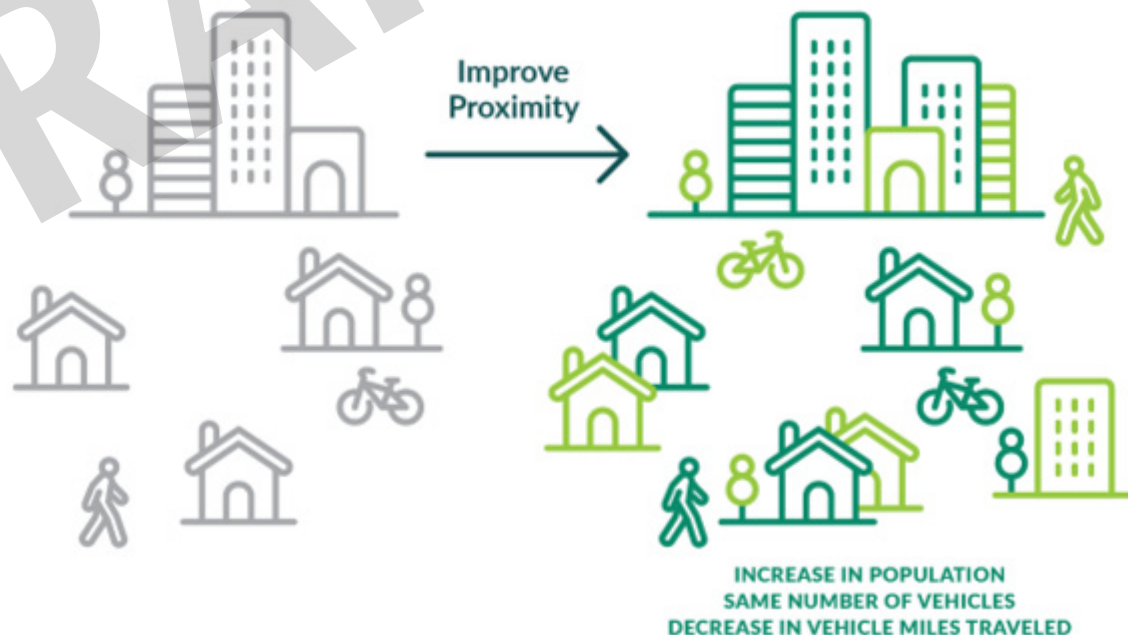 Improve
Proximity
INCREASE IN POPULATION
SAME NUMBER OF VEHICLES
DECREASE IN VEHICLE MILES TRAVELED